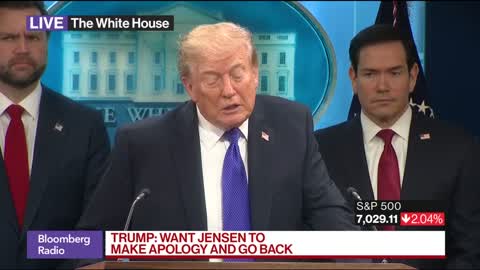 LIVE The White House
S&P 500
7,029.11 2.04%
Bloomberg
Radio
TRUMP: WANT JENSEN TO
MAKE APOLOGY AND GO BACK